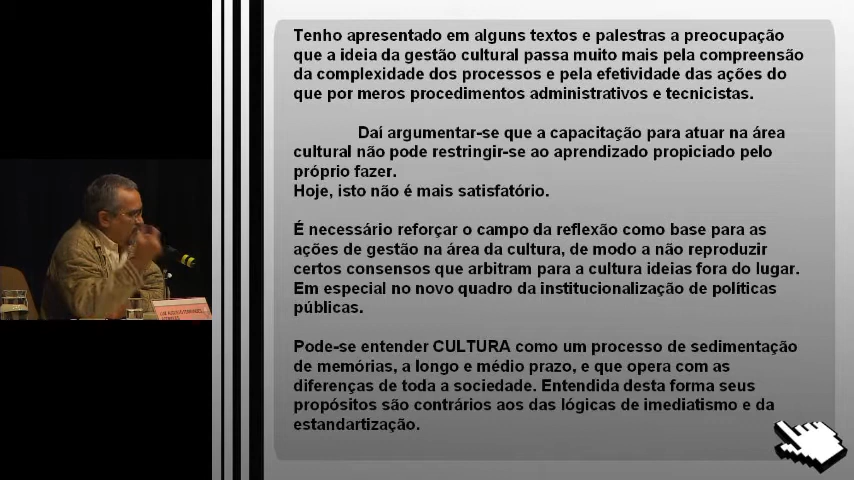 Tenho apresentado em alguns textos e palestras a preocupação
que a ideia da gestão cultural passa muito mais pela compreensão
da complexidade dos processos e pela efetividade das ações do
que por meros procedimentos administrativos e tecnicistas.
Daí argumentar-se que a capacitação para atuar na área
cultural não pode restringir-se ao aprendizado propiciado pelo
próprio fazer.
Hoje, isto não é mais satisfatório.
É necessário reforçar o campo da reflexão como base para as
ações de gestão na área da cultura, de modo a não reproduzir
certos consensos que arbitram para a cultura ideias fora do lugar.
Em especial no novo quadro da institucionalização de políticas
públicas.
Pode-se entender CULTURA como um processo de sedimentação
de memórias, a longo e médio prazo, e que opera com as
diferenças de toda a sociedade. Entendida desta forma seus
propósitos são contrários aos das lógicas de imediatismo e da
estandartização.